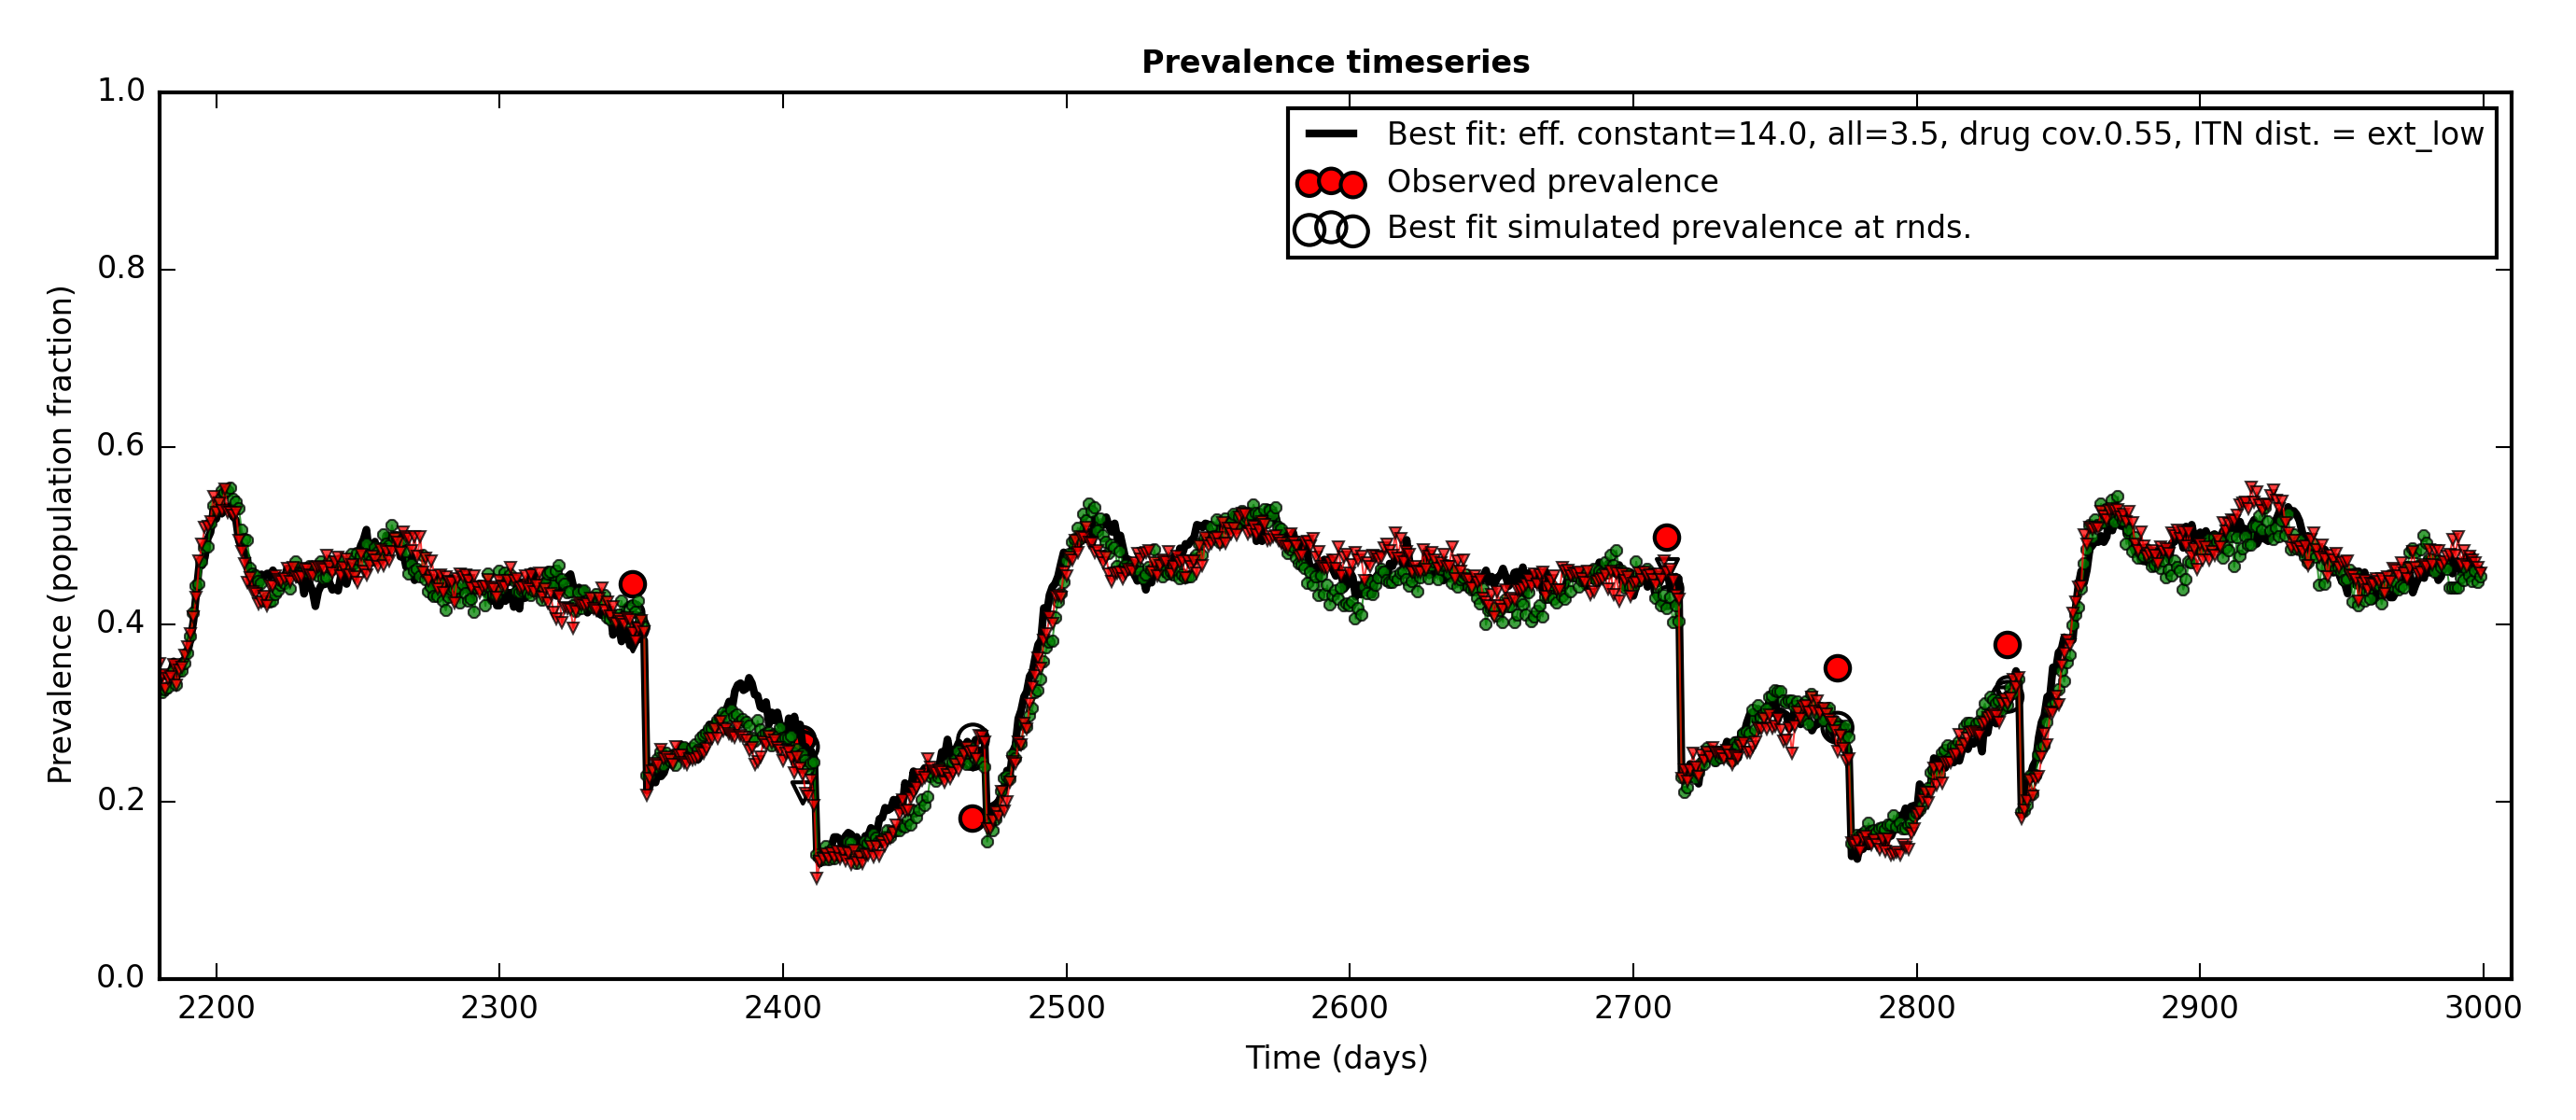 Prevalence timeseries
1.0
0.8
0.6
0.4
0.2
0.0
Prevalence (population fraction)
Best fit: eff. constant=14.0, all=3.5, drug cov.0.55, ITN dist. = ext_low
Observed prevalence
Best fit simulated prevalence at rnds.
2200 2300 2400 2500 2600 2700 2800 2900 3000
Time (days)